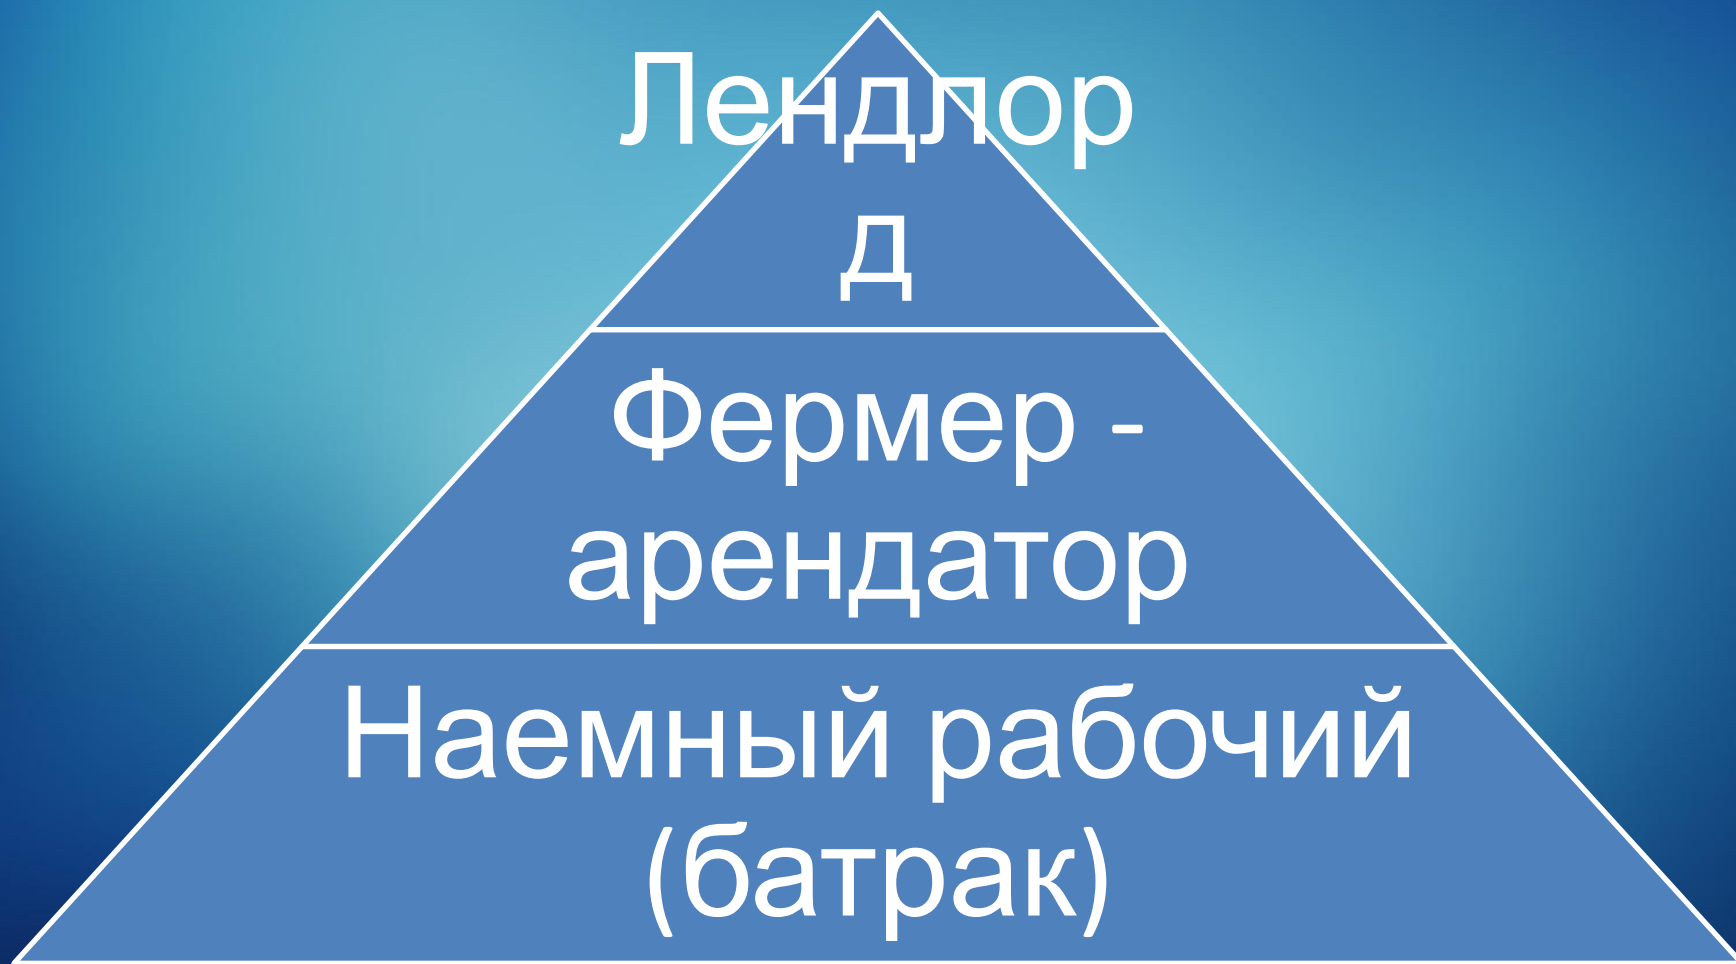 Лендлор
д
Фермер -
арендатор
Наемный рабочий
(батрак)